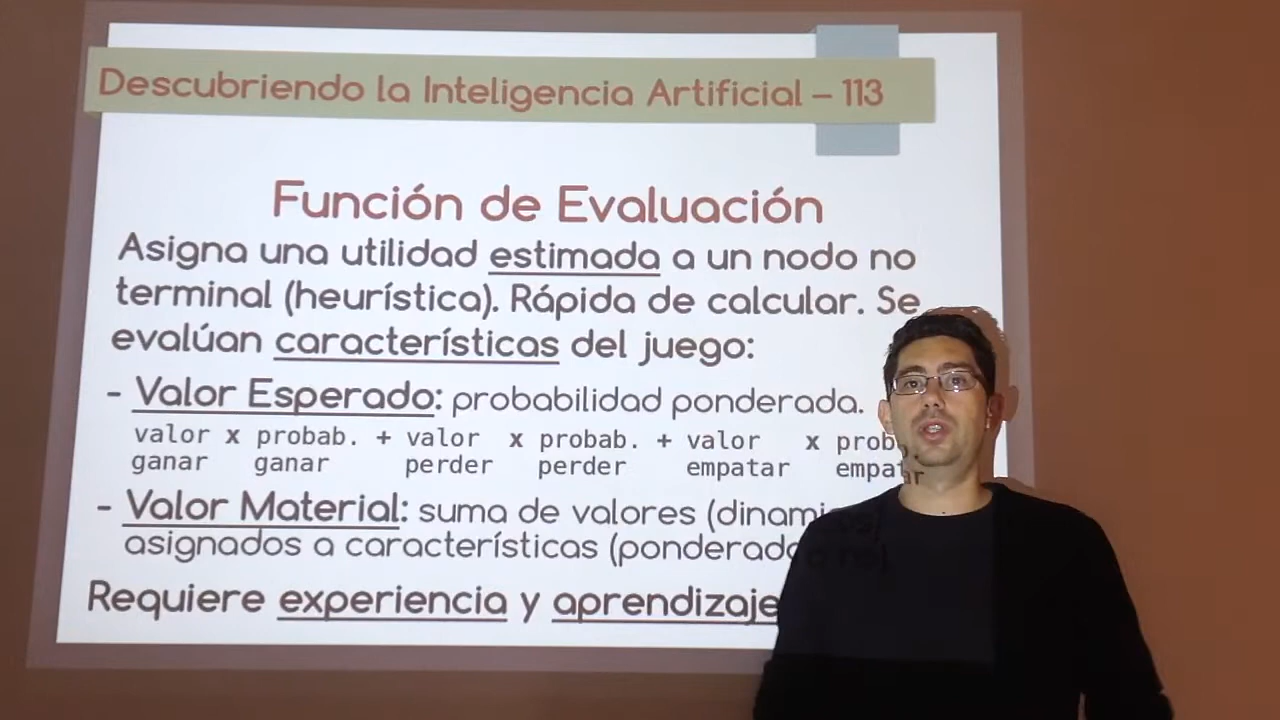 Descubriendo la Inteligencia Artificial – 113
Función de Evaluación
Asigna una utilidad estimada a un nodo no
terminal (heurística). Rápida de calcular. Se
evalúan características del juego:
- Valor Esperado: probabilidad ponderada.
valor x probab. + valor x probab. + valor x prob
ganar ganar perder perder empatar empatar
- Valor Material: suma de valores
asignados a características
Requiere experiencia y aprendizaje